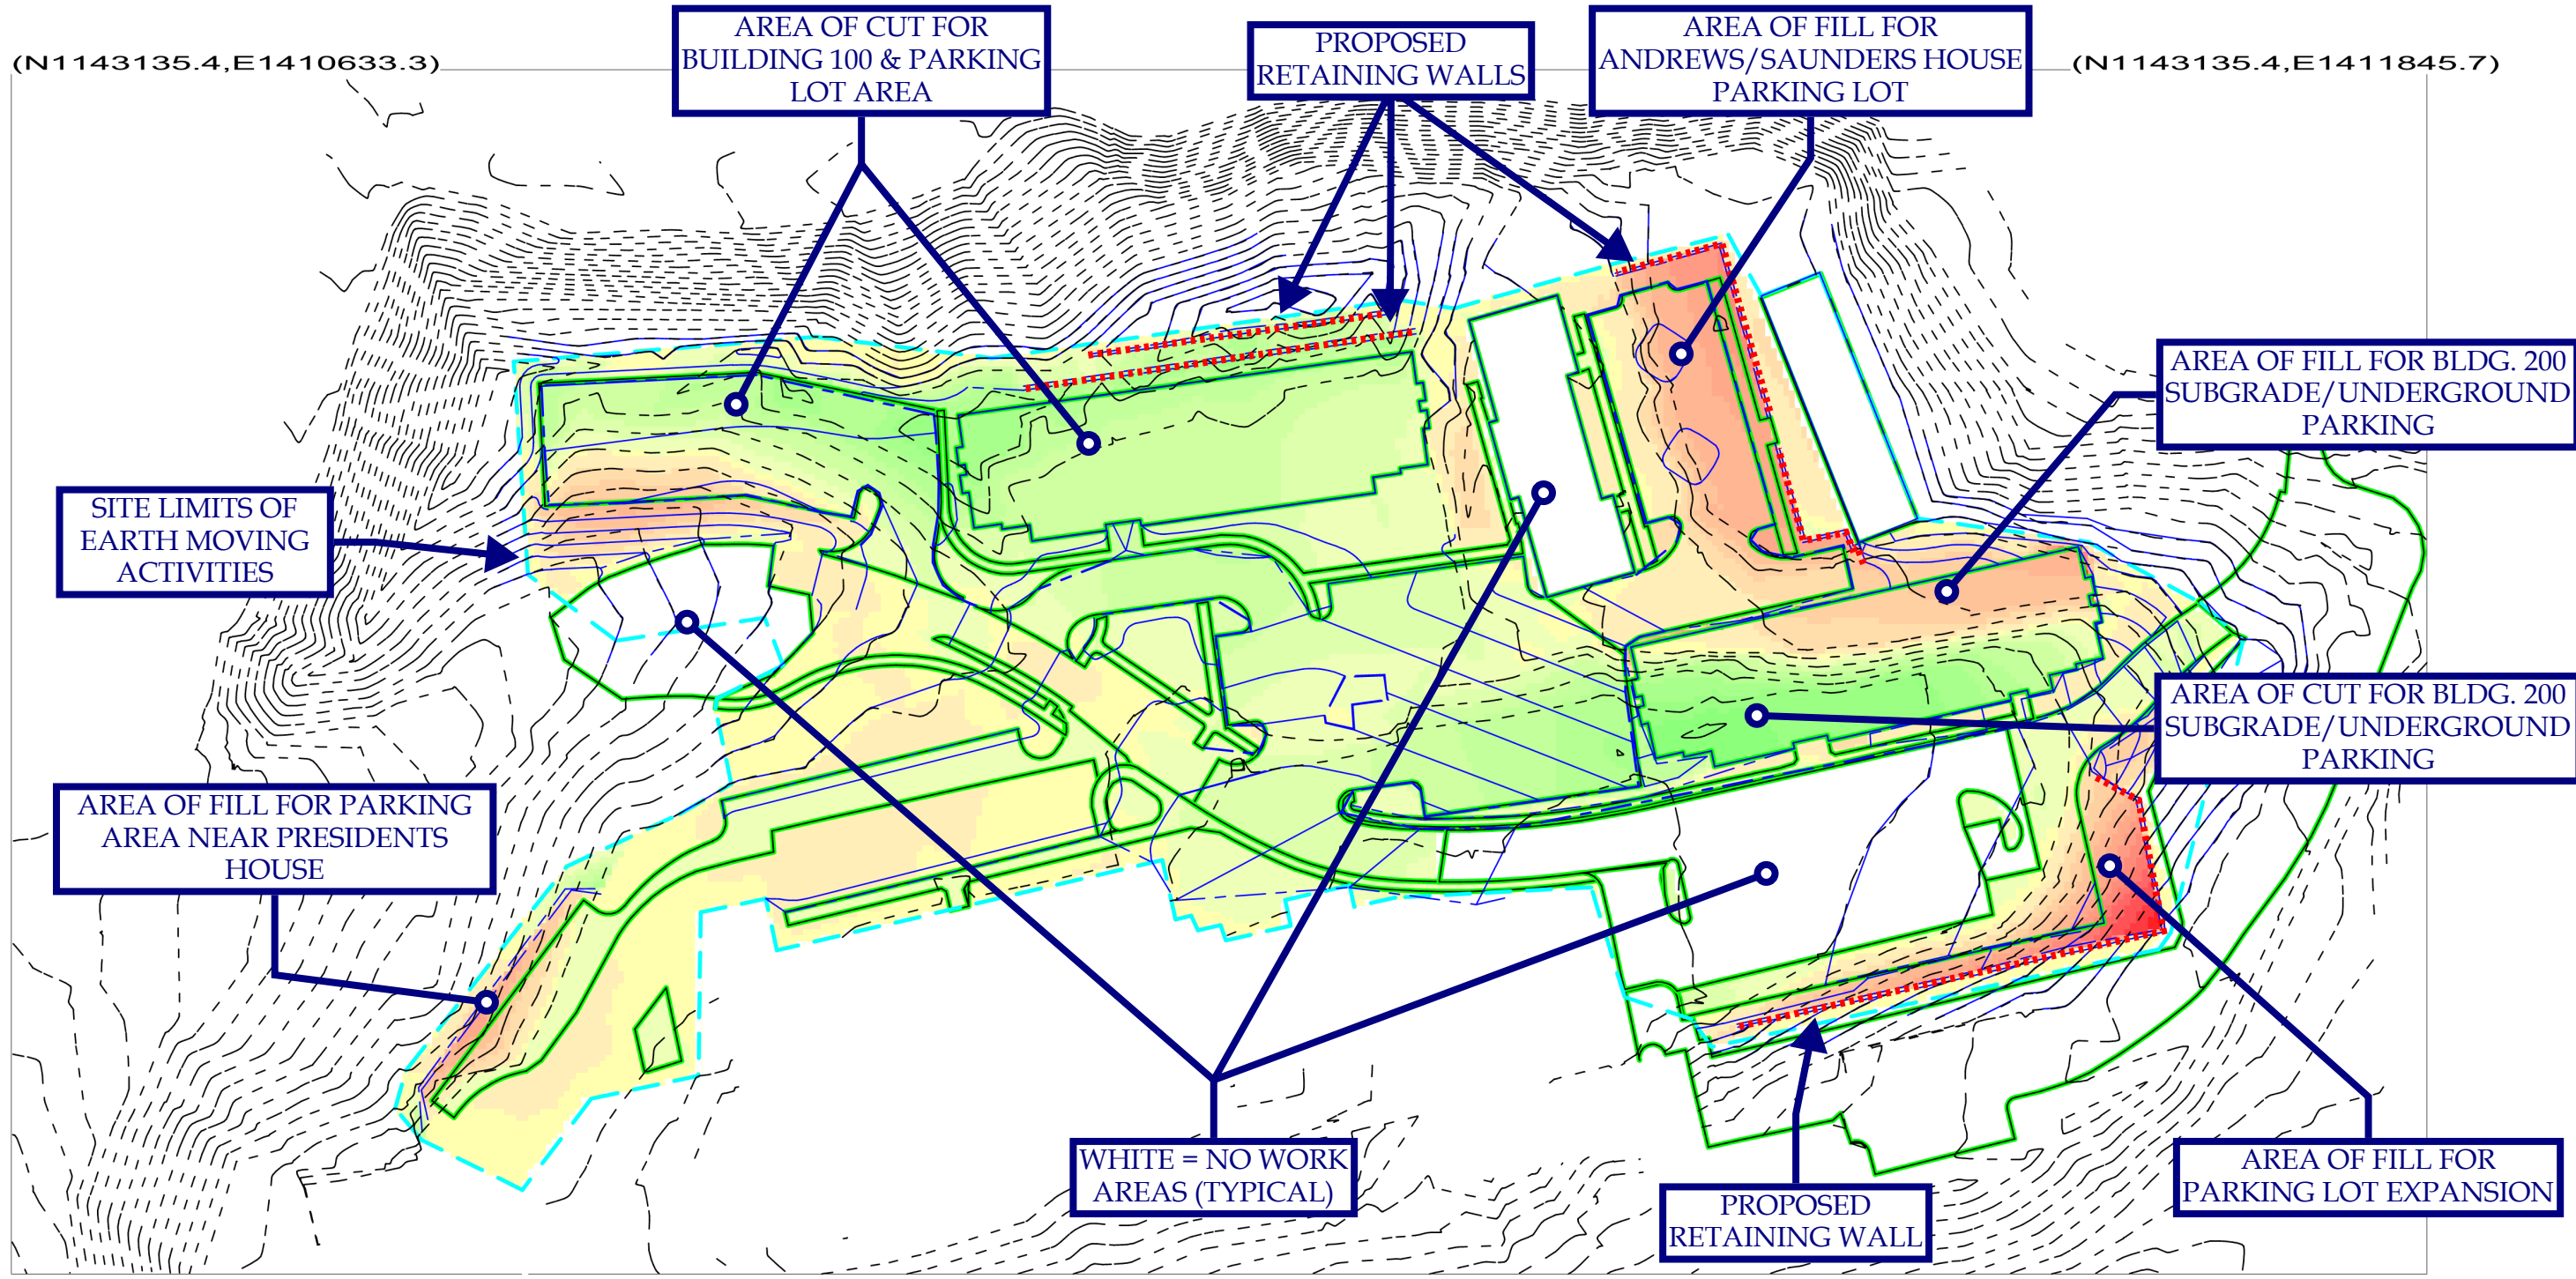 (N1143135.4,E1410633.3)
AREA OF CUT FOR
BUILDING 100 & PARKING
LOT AREA
PROPOSED
RETAINING WALLS
AREA OF FILL FOR
ANDREWS/SAUNDERS HOUSE
PARKING LOT
(N1143135.4,E1411845.7)
AREA OF FILL FOR BLDG. 200
SUBGRADE/UNDERGROUND
PARKING
SITE LIMITS OF
EARTH MOVING
ACTIVITIES
AREA OF CUT FOR BLDG. 200
SUBGRADE/UNDERGROUND
PARKING
AREA OF FILL FOR PARKING
AREA NEAR PRESIDENTS
HOUSE
WHITE = NO WORK
AREAS (TYPICAL)
PROPOSED
RETAINING WALL
AREA OF FILL FOR
PARKING LOT EXPANSION